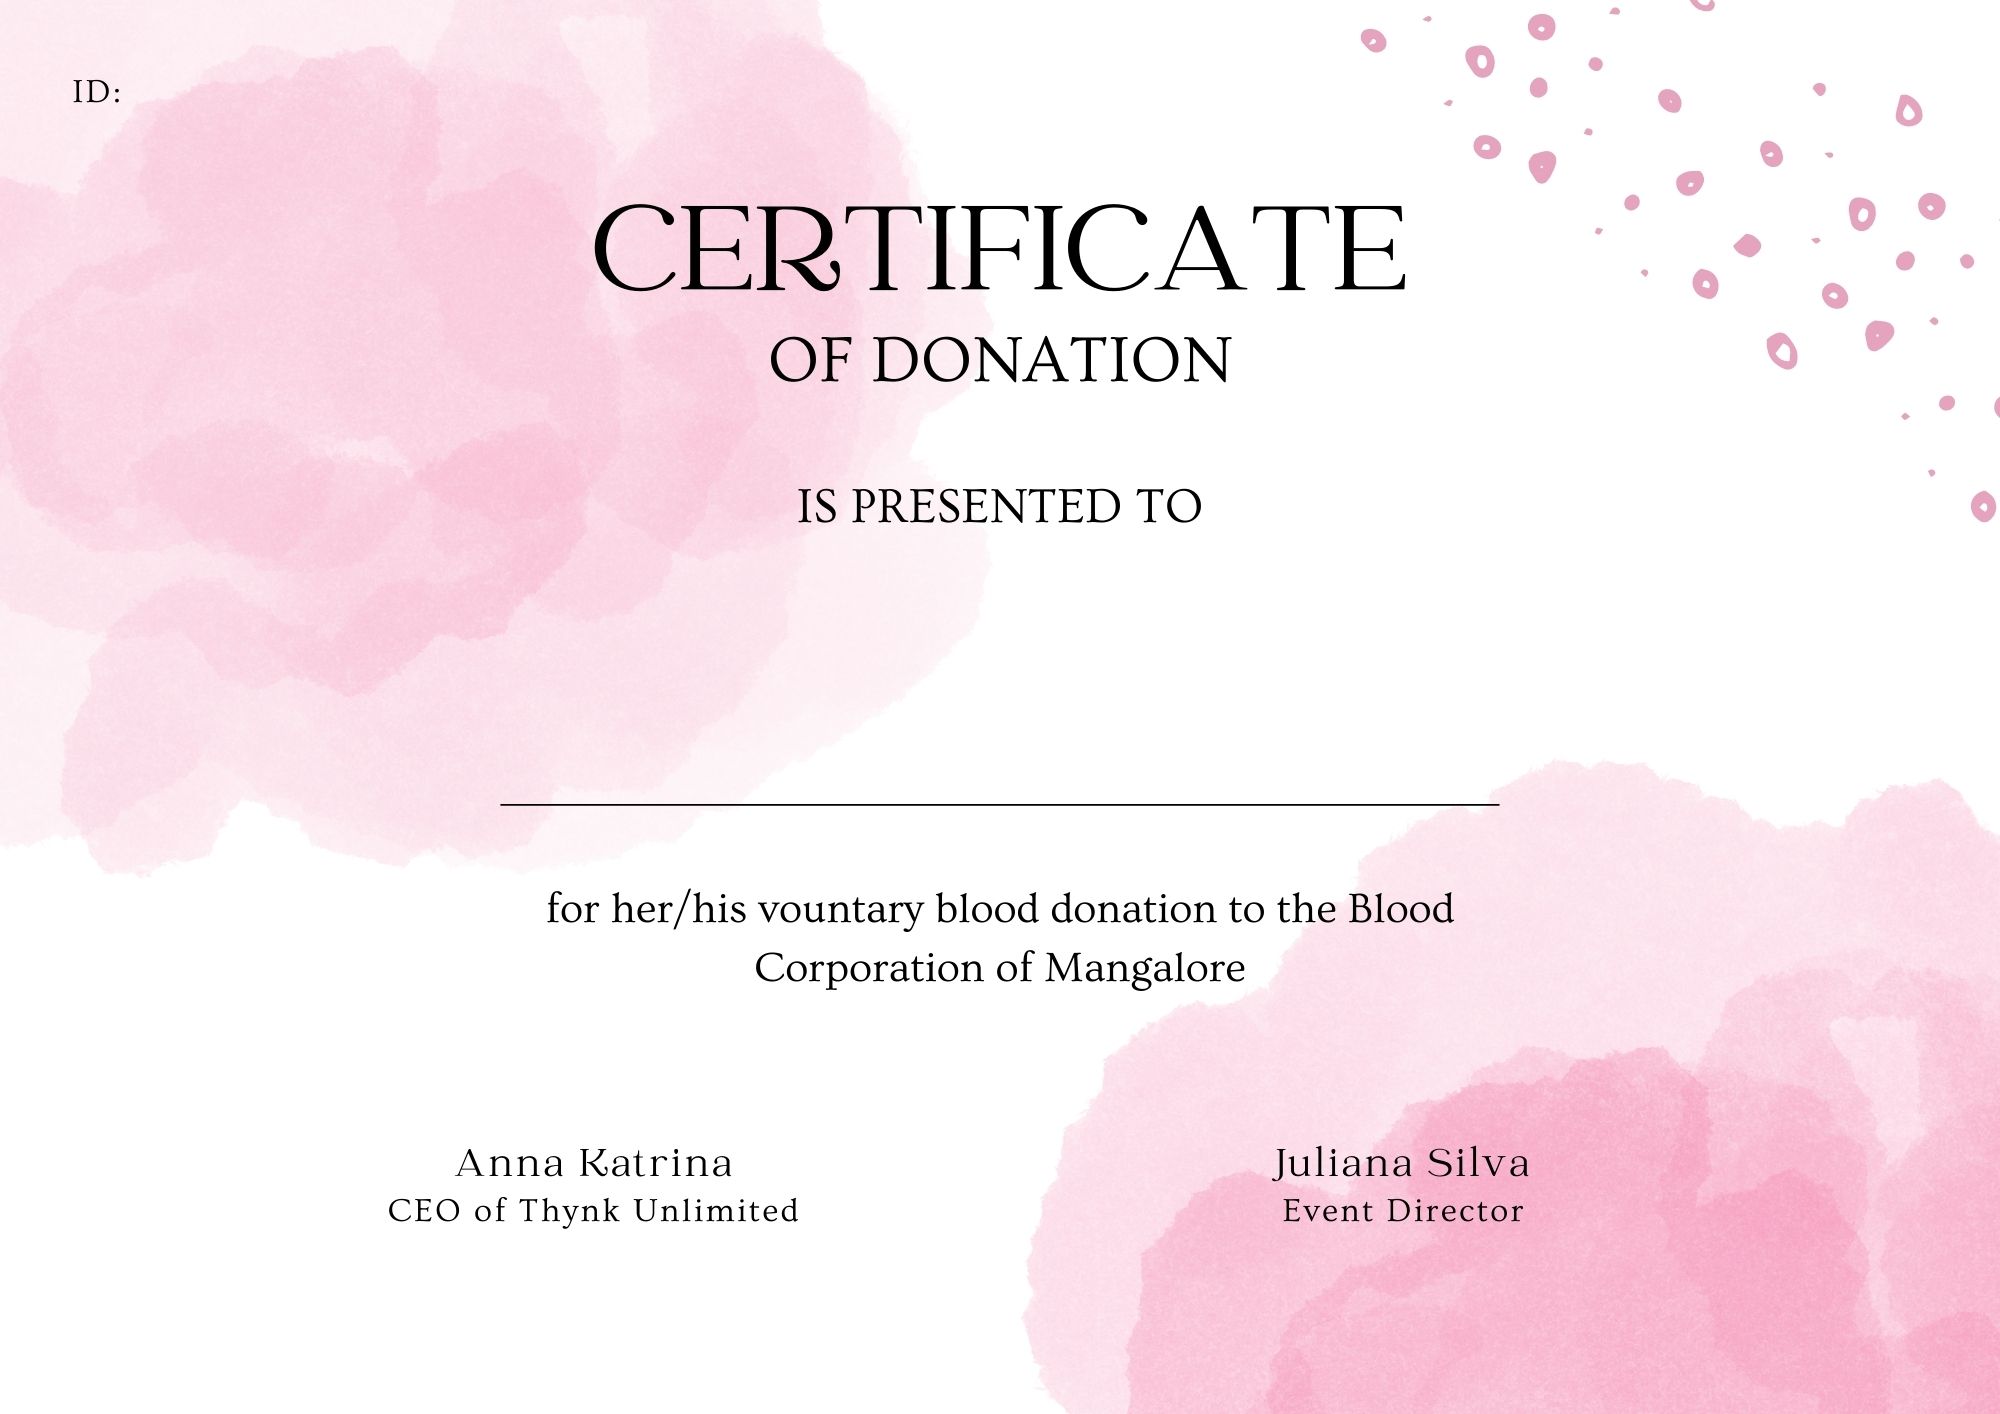 ID:
CERTIFICATE
OF DONATION
IS PRESENTED TO
for her/his vountary blood donation to the Blood
Corporation of Mangalore
Anna Katrina
CEO of Thynk Unlimited
Juliana Silva
Event Director